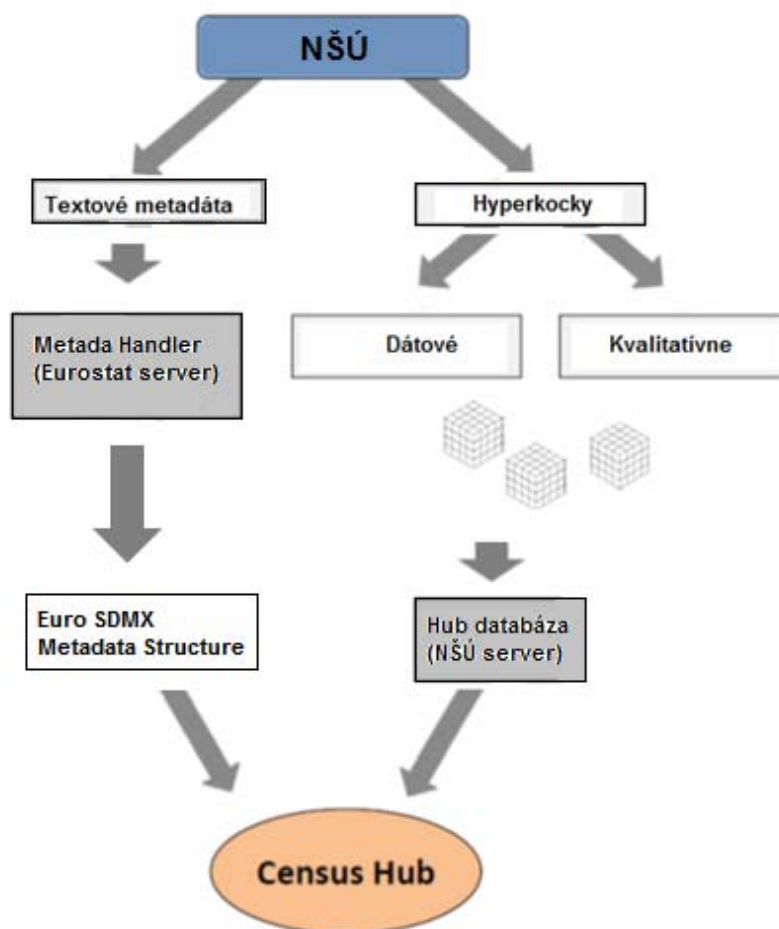 NŠÚ
Textové metadáta
Hyperkocky
Metada Handler
(Eurostat server)
Dátové
Kvalitatívne
Euro SDMX
Metadata Structure
Hub databáza
(NŠÚ server)
Census Hub